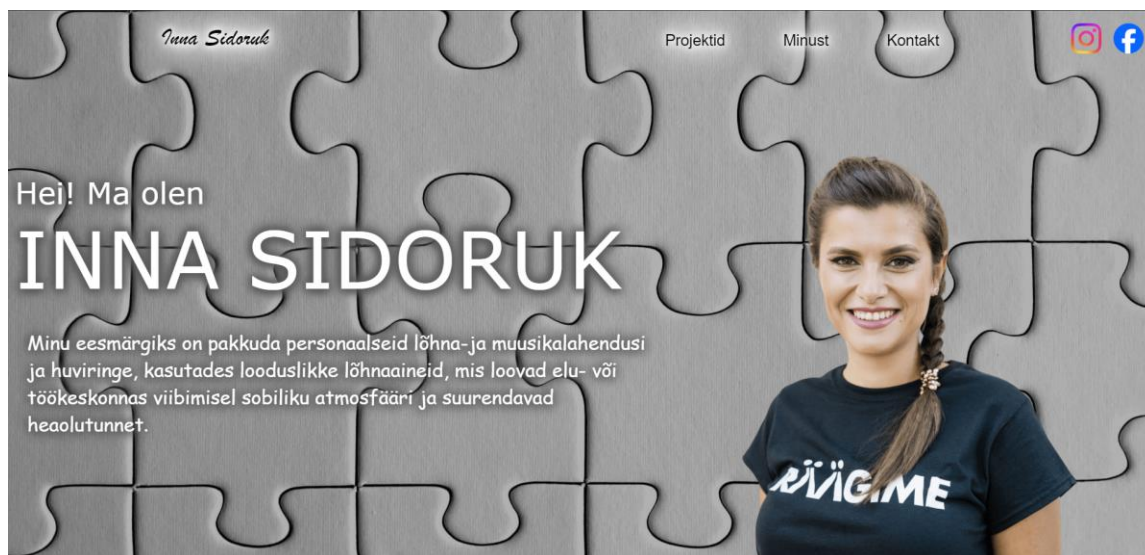 Inna Sidoruk
Projektid Minust Kontakt
Hei! Ma olen
INNA SIDORUK
Minu eesmärgiks on pakkuda personaalseid lõhna-ja muusikalahendusi
ja huviringe, kasutades looduslikke lõhnaaineid, mis loovad elu- või
töökeskonnas viibimisel sobiliku atmosfääri ja suurendavad
heaolutunnet.
RÄÄGIME